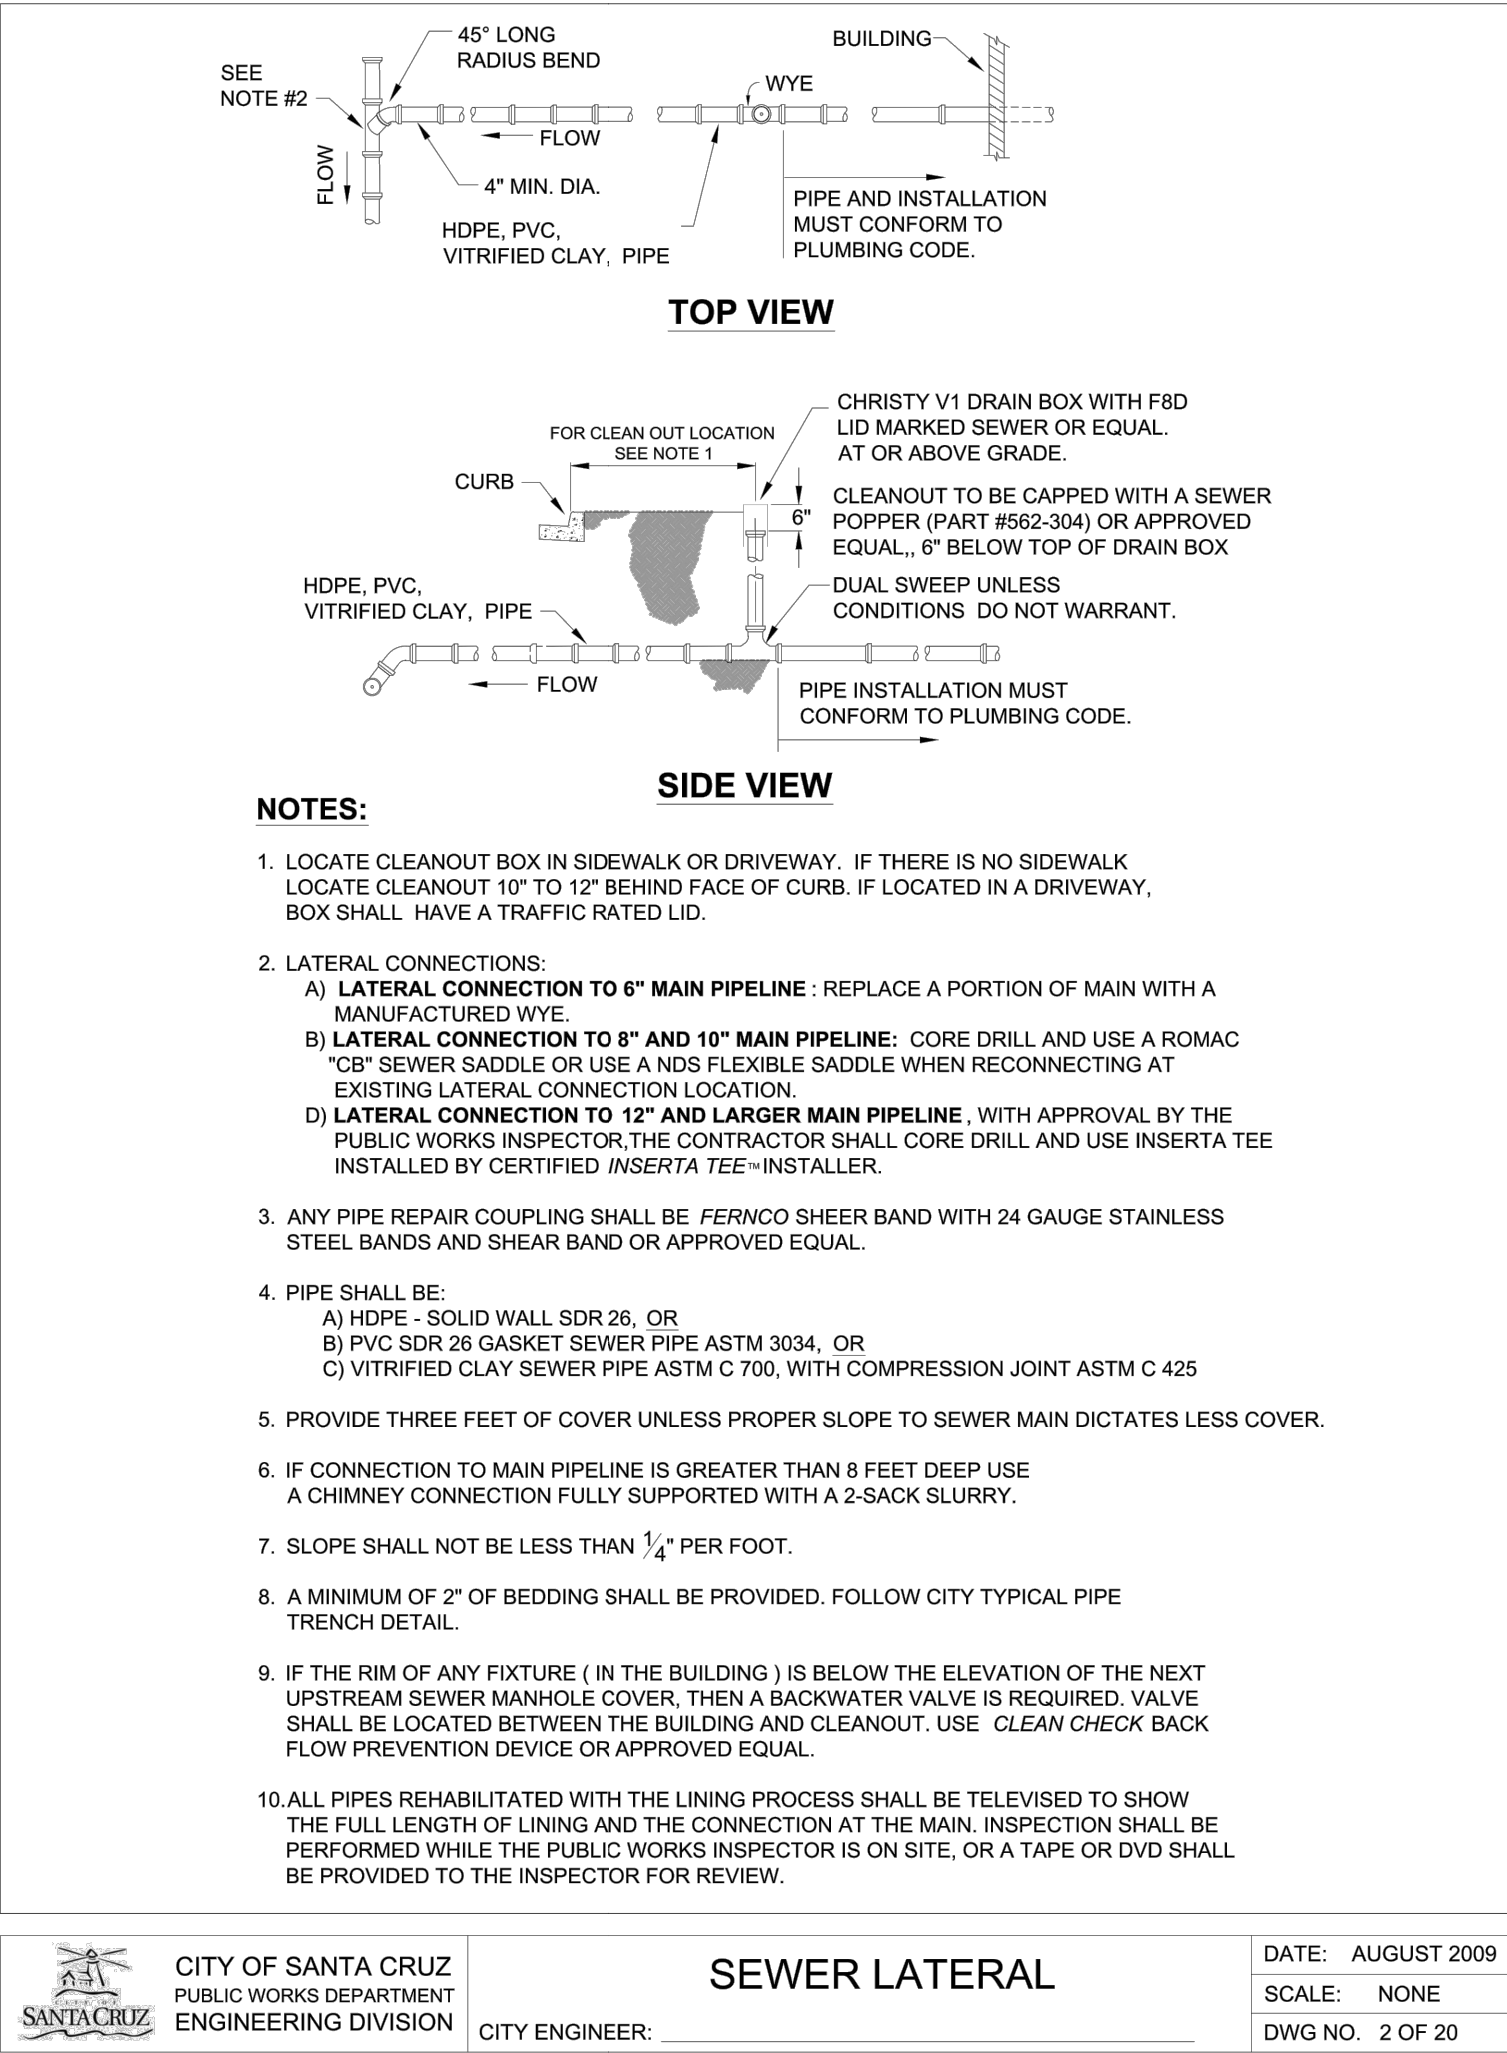 45° LONG
RADIUS BEND
SEE
NOTE #2
BUILDING
WYE
FLOW
FLOW
4" MIN. DIA.
HDPE, PVC,
VITRIFIED CLAY, PIPE
PIPE AND INSTALLATION
MUST CONFORM TO
PLUMBING CODE.
TOP VIEW
CHRISTY V1 DRAIN BOX WITH F8D
LID MARKED SEWER OR EQUAL.
AT OR ABOVE GRADE.
FOR CLEAN OUT LOCATION
SEE NOTE 1
CURB
6"
CLEANOUT TO BE CAPPED WITH A SEWER
POPPER (PART #562-304) OR APPROVED
EQUAL,, 6" BELOW TOP OF DRAIN BOX
HDPE, PVC,
VITRIFIED CLAY, PIPE
DUAL SWEEP UNLESS
CONDITIONS DO NOT WARRANT.
FLOW
PIPE INSTALLATION MUST
CONFORM TO PLUMBING CODE.
SIDE VIEW
NOTES:
1. LOCATE CLEANOUT BOX IN SIDEWALK OR DRIVEWAY. IF THERE IS NO SIDEWALK
LOCATE CLEANOUT 10" TO 12" BEHIND FACE OF CURB. IF LOCATED IN A DRIVEWAY,
BOX SHALL HAVE A TRAFFIC RATED LID.
2. LATERAL CONNECTIONS:
A) LATERAL CONNECTION TO 6" MAIN PIPELINE : REPLACE A PORTION OF MAIN WITH A
MANUFACTURED WYE.
B) LATERAL CONNECTION TO 8" AND 10" MAIN PIPELINE: CORE DRILL AND USE A ROMAC
"CB" SEWER SADDLE OR USE A NDS FLEXIBLE SADDLE WHEN RECONNECTING AT
EXISTING LATERAL CONNECTION LOCATION.
D) LATERAL CONNECTION TO 12" AND LARGER MAIN PIPELINE , WITH APPROVAL BY THE
PUBLIC WORKS INSPECTOR,THE CONTRACTOR SHALL CORE DRILL AND USE INSERTA TEE
INSTALLED BY CERTIFIED INSERTA TEE™ INSTALLER.
3. ANY PIPE REPAIR COUPLING SHALL BE FERNCO SHEER BAND WITH 24 GAUGE STAINLESS
STEEL BANDS AND SHEAR BAND OR APPROVED EQUAL.
4. PIPE SHALL BE:
A) HDPE - SOLID WALL SDR 26, OR
B) PVC SDR 26 GASKET SEWER PIPE ASTM 3034, OR
C) VITRIFIED CLAY SEWER PIPE ASTM C 700, WITH COMPRESSION JOINT ASTM C 425
5. PROVIDE THREE FEET OF COVER UNLESS PROPER SLOPE TO SEWER MAIN DICTATES LESS COVER.
6. IF CONNECTION TO MAIN PIPELINE IS GREATER THAN 8 FEET DEEP USE
A CHIMNEY CONNECTION FULLY SUPPORTED WITH A 2-SACK SLURRY.
7. SLOPE SHALL NOT BE LESS THAN 1/4" PER FOOT.
8. A MINIMUM OF 2" OF BEDDING SHALL BE PROVIDED. FOLLOW CITY TYPICAL PIPE
TRENCH DETAIL.
9. IF THE RIM OF ANY FIXTURE ( IN THE BUILDING ) IS BELOW THE ELEVATION OF THE NEXT
UPSTREAM SEWER MANHOLE COVER, THEN A BACKWATER VALVE IS REQUIRED. VALVE
SHALL BE LOCATED BETWEEN THE BUILDING AND CLEANOUT. USE CLEAN CHECK BACK
FLOW PREVENTION DEVICE OR APPROVED EQUAL.
10.ALL PIPES REHABILITATED WITH THE LINING PROCESS SHALL BE TELEVISED TO SHOW
THE FULL LENGTH OF LINING AND THE CONNECTION AT THE MAIN. INSPECTION SHALL BE
PERFORMED WHILE THE PUBLIC WORKS INSPECTOR IS ON SITE, OR A TAPE OR DVD SHALL
BE PROVIDED TO THE INSPECTOR FOR REVIEW.
SANTA CRUZ
CITY OF SANTA CRUZ
PUBLIC WORKS DEPARTMENT
ENGINEERING DIVISION
SEWER LATERAL
CITY ENGINEER:
DATE: AUGUST 2009
SCALE: NONE
DWG NO. 2 OF 20